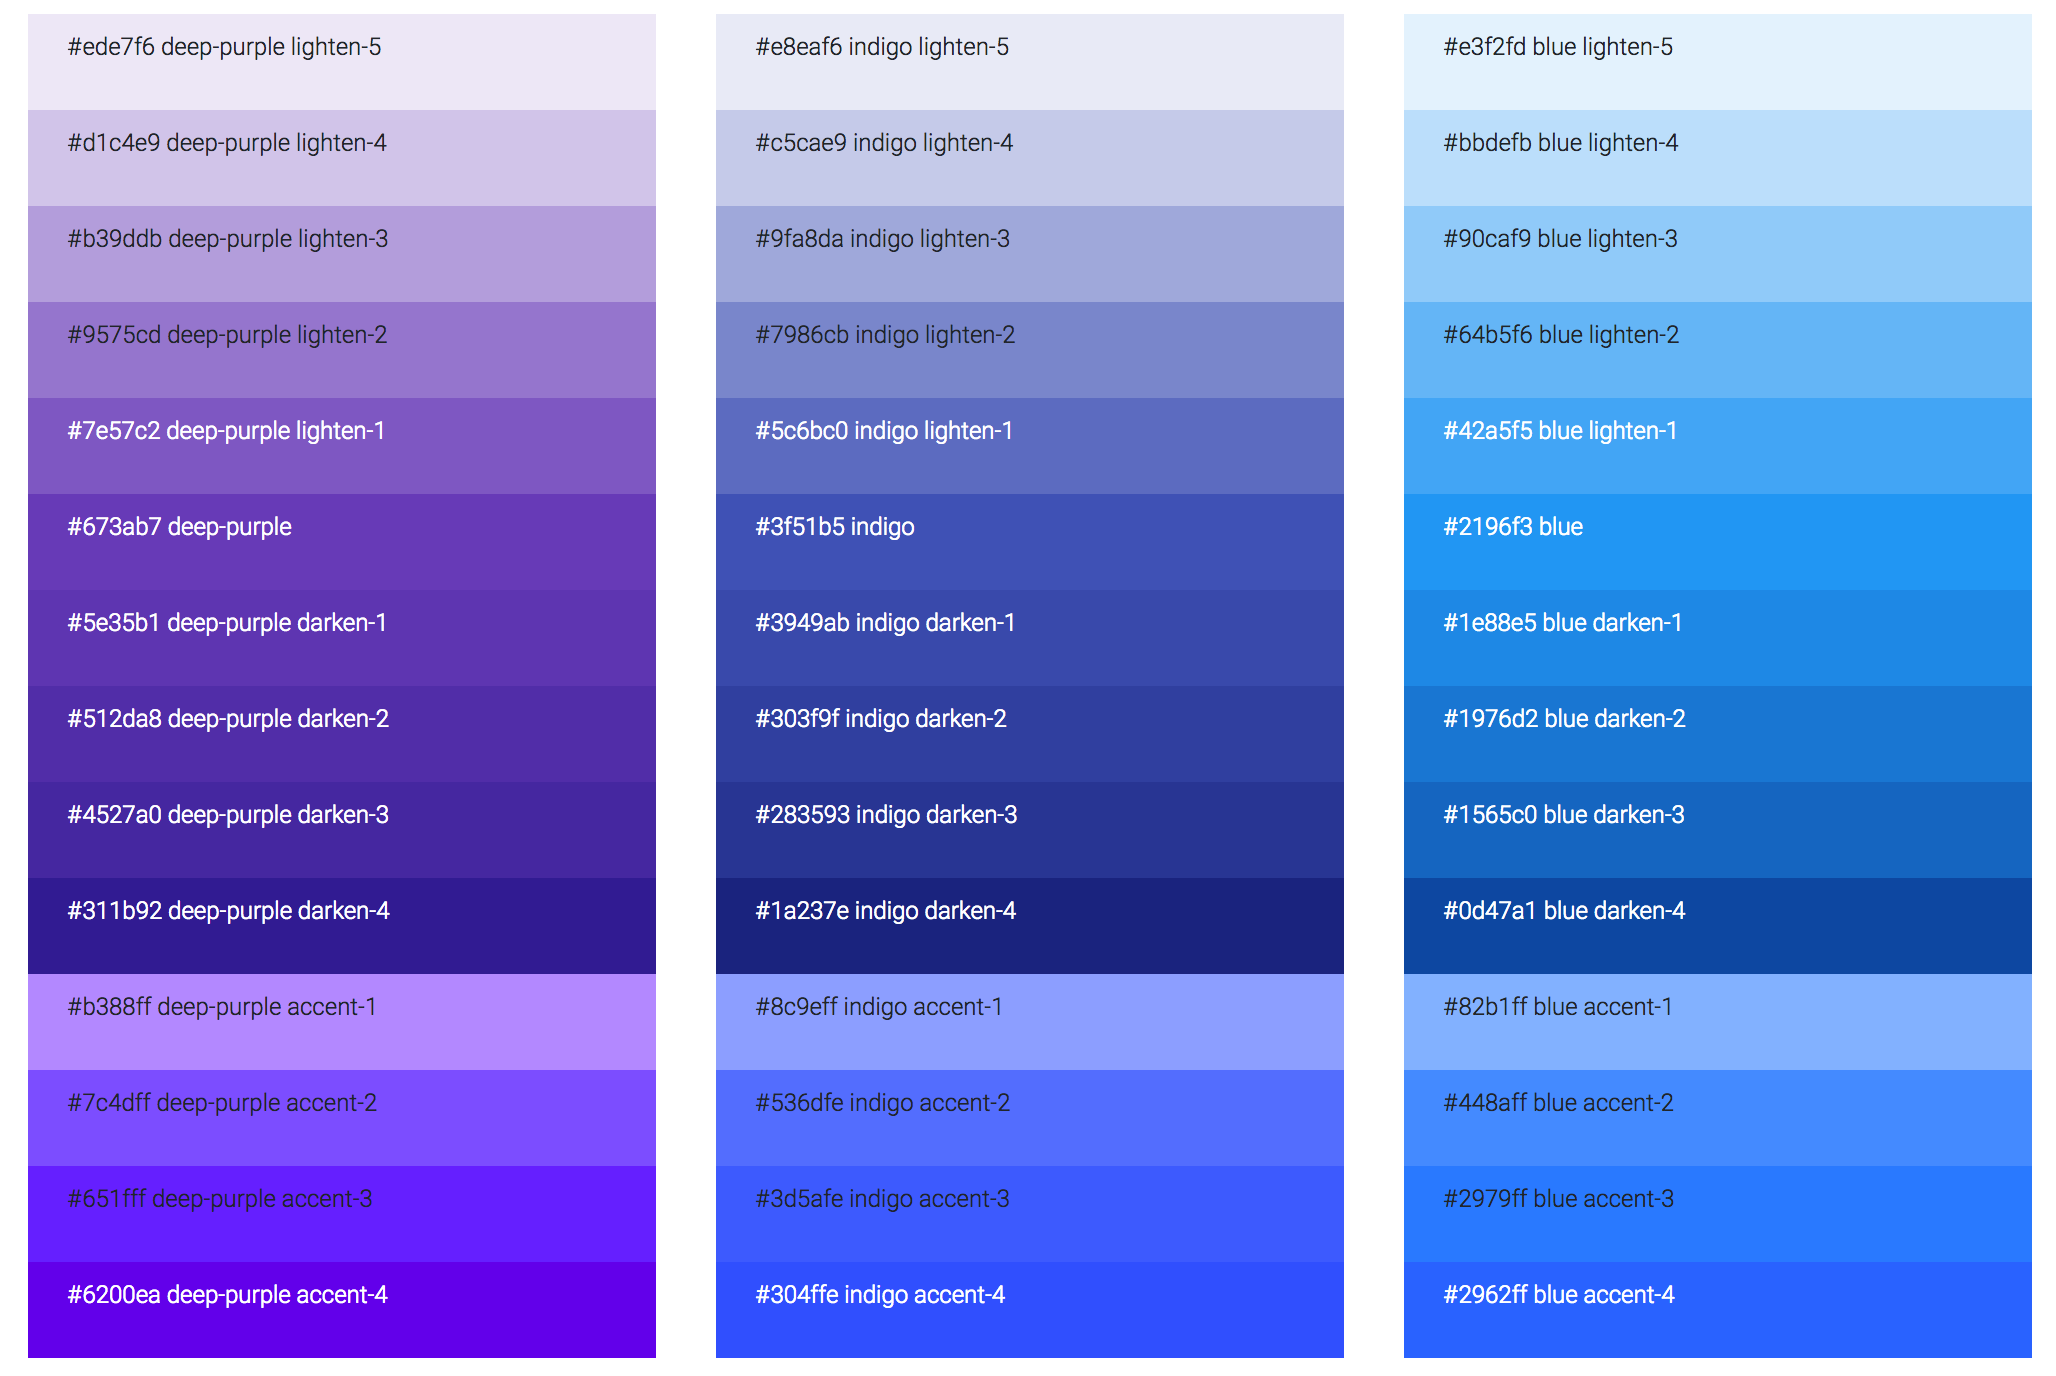 #ede7f6 deep-purple lighten-5
#d1c4e9 deep-purple lighten-4
#b39ddb deep-purple lighten-3
#9575cd deep-purple lighten-2
#7e57c2 deep-purple lighten-1
#673ab7 deep-purple
#5e35b1 deep-purple darken-1
#512da8 deep-purple darken-2
#4527a0 deep-purple darken-3
#311b92 deep-purple darken-4
#b388ff deep-purple accent-1
#7c4dff deep-purple accent-2
#651fff deep-purple accent-3
#6200ea deep-purple accent-4
#e8eaf6 indigo lighten-5
#c5cae9 indigo lighten-4
#9fa8da indigo lighten-3
#7986cb indigo lighten-2
#5c6bc0 indigo lighten-1
#3f51b5 indigo
#3949ab indigo darken-1
#303f9f indigo darken-2
#283593 indigo darken-3
#1a237e indigo darken-4
#8c9eff indigo accent-1
#536dfe indigo accent-2
#3d5afe indigo accent-3
#304ffe indigo accent-4
#e3f2fd blue lighten-5
#bbdefb blue lighten-4
#90caf9 blue lighten-3
#64b5f6 blue lighten-2
#42a5f5 blue lighten-1
#2196f3 blue
#1e88e5 blue darken-1
#1976d2 blue darken-2
#1565c0 blue darken-3
#0d47a1 blue darken-4
#82b1ff blue accent-1
#448aff blue accent-2
#2979ff blue accent-3
#2962ff blue accent-4